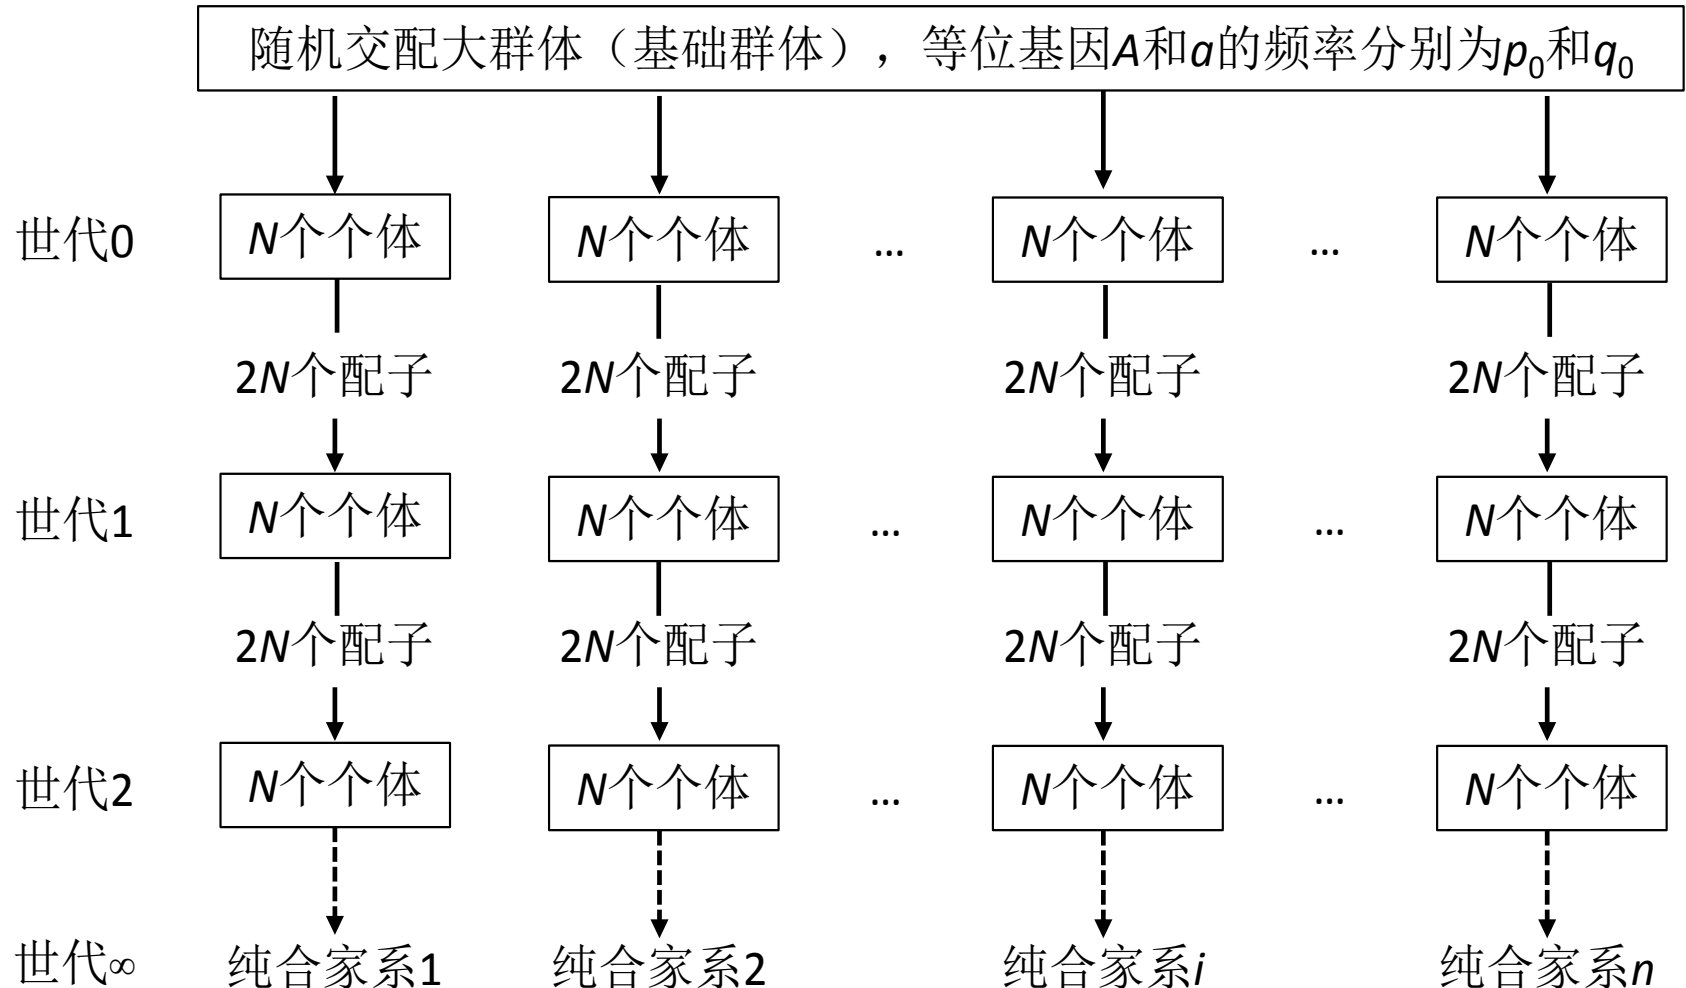 随机交配大群体（基础群体），等位基因A和a的频率分别为p₀和q₀
世代0 N个个体 N个个体 ... N个个体 ... N个个体
2N个配子 2N个配子 2N个配子 2N个配子
世代1 N个个体 N个个体 ... N个个体 ... N个个体
2N个配子 2N个配子 2N个配子 2N个配子
世代2 N个个体 N个个体 ... N个个体 ... N个个体
世代∞ 纯合家系1 纯合家系2 纯合家系i 纯合家系n